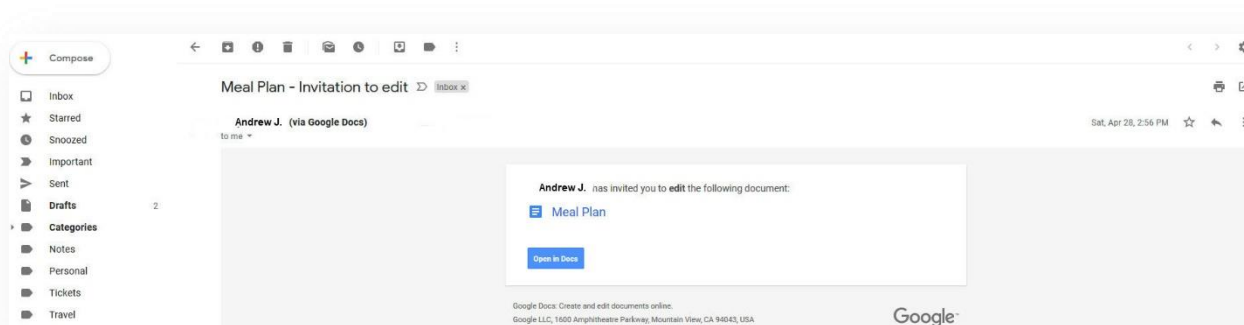 Compose
Inbox
Starred
Snoozed
Important
Sent
Drafts 2
Categories
Notes
Personal
Tickets
Travel
Meal Plan - Invitation to edit Inbox x
Andrew J. (via Google Docs) Sat, Apr 28, 2:56 PM
to me
Andrew J. has invited you to edit the following document:
Meal Plan
Open in Docs
Google Docs: Create and edit documents online.
Google LLC, 1600 Amphitheatre Parkway, Mountain View, CA 94043, USA
Google